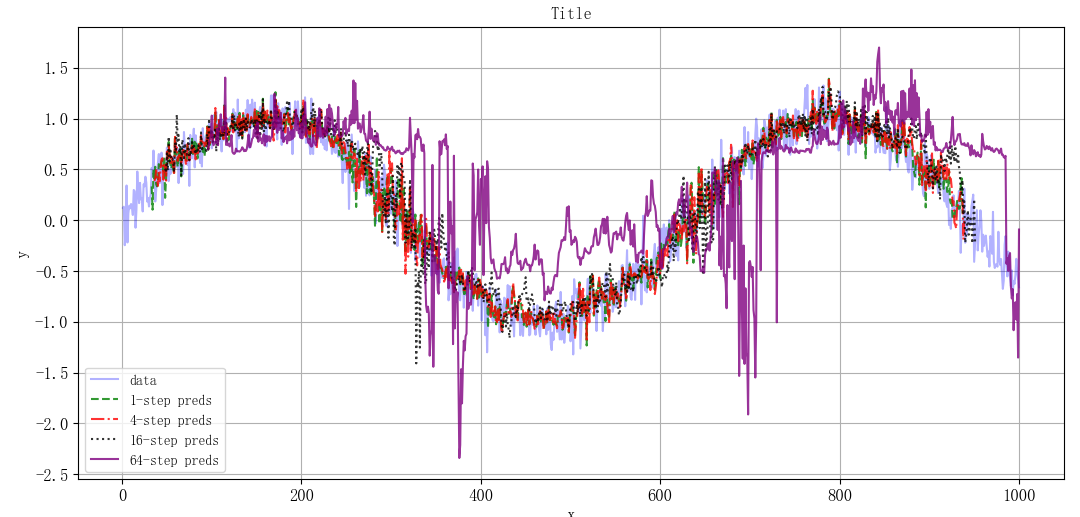 Title
1.5
1.0
0.5
0.0
-0.5
-1.0
-1.5
-2.0
-2.5
y
data
1-step preds
4-step preds
16-step preds
64-step preds
0 200 400 600 800 1000
x